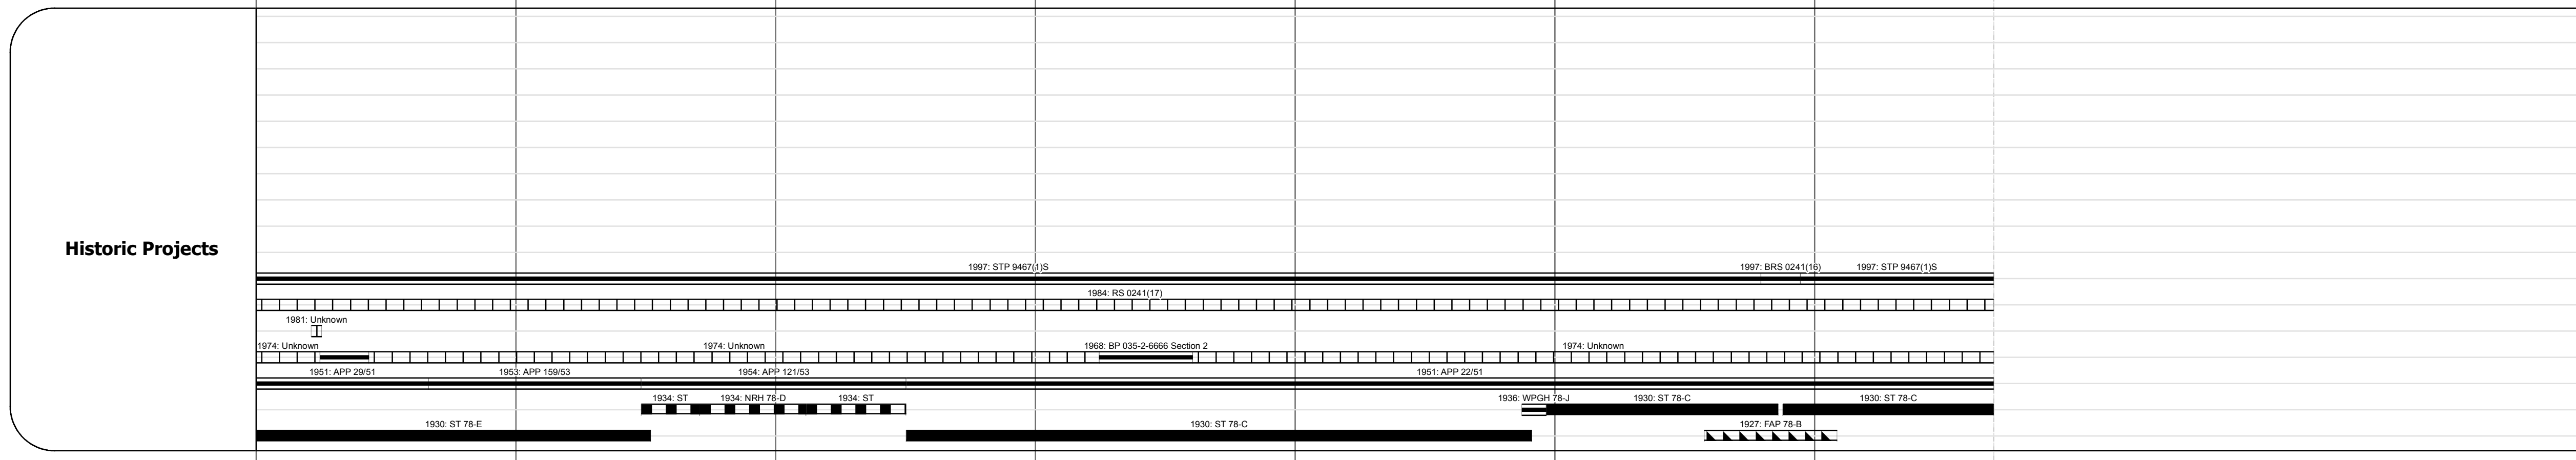 1997: STP 9467(1)S 1997: BRS 0241(16) 1997: STP 9467(1)S
Historic Projects
1984: RS 0241(17)
1981: Unknown
1974: Unknown 1974: Unknown 1968: BP 035-2-6666 Section 2 1974: Unknown
1951: APP 29/51 1953: APP 159/53 1954: APP 121/53 1951: APP 22/51
1934: ST 1934: NRH 78-D 1934: ST 1936: WPGH 78-J 1930: ST 78-C 1930: ST 78-C
1930: ST 78-E 1930: ST 78-C 1927: FAP 78-B